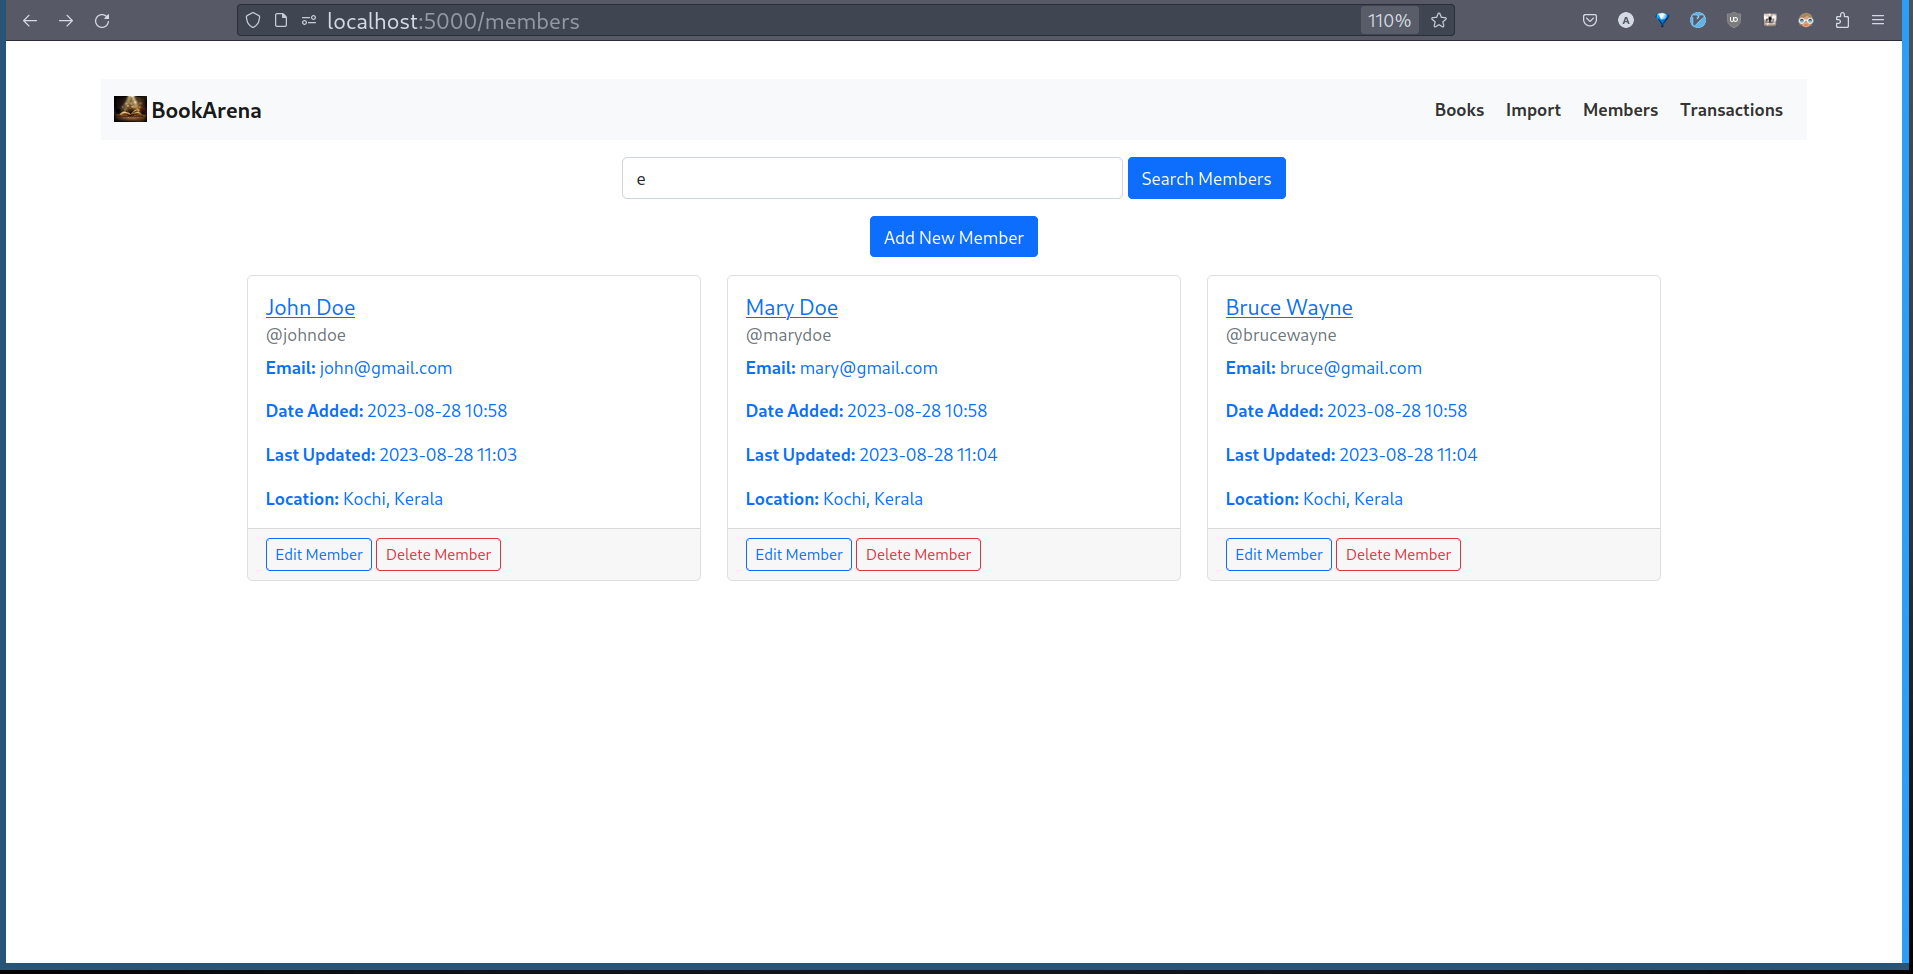 localhost:5000/members 110%
BookArena Books Import Members Transactions
e Search Members
Add New Member
John Doe
@johndoe
Email: john@gmail.com
Date Added: 2023-08-28 10:58
Last Updated: 2023-08-28 11:03
Location: Kochi, Kerala
Edit Member Delete Member
Mary Doe
@marydoe
Email: mary@gmail.com
Date Added: 2023-08-28 10:58
Last Updated: 2023-08-28 11:04
Location: Kochi, Kerala
Edit Member Delete Member
Bruce Wayne
@brucewayne
Email: bruce@gmail.com
Date Added: 2023-08-28 10:58
Last Updated: 2023-08-28 11:04
Location: Kochi, Kerala
Edit Member Delete Member